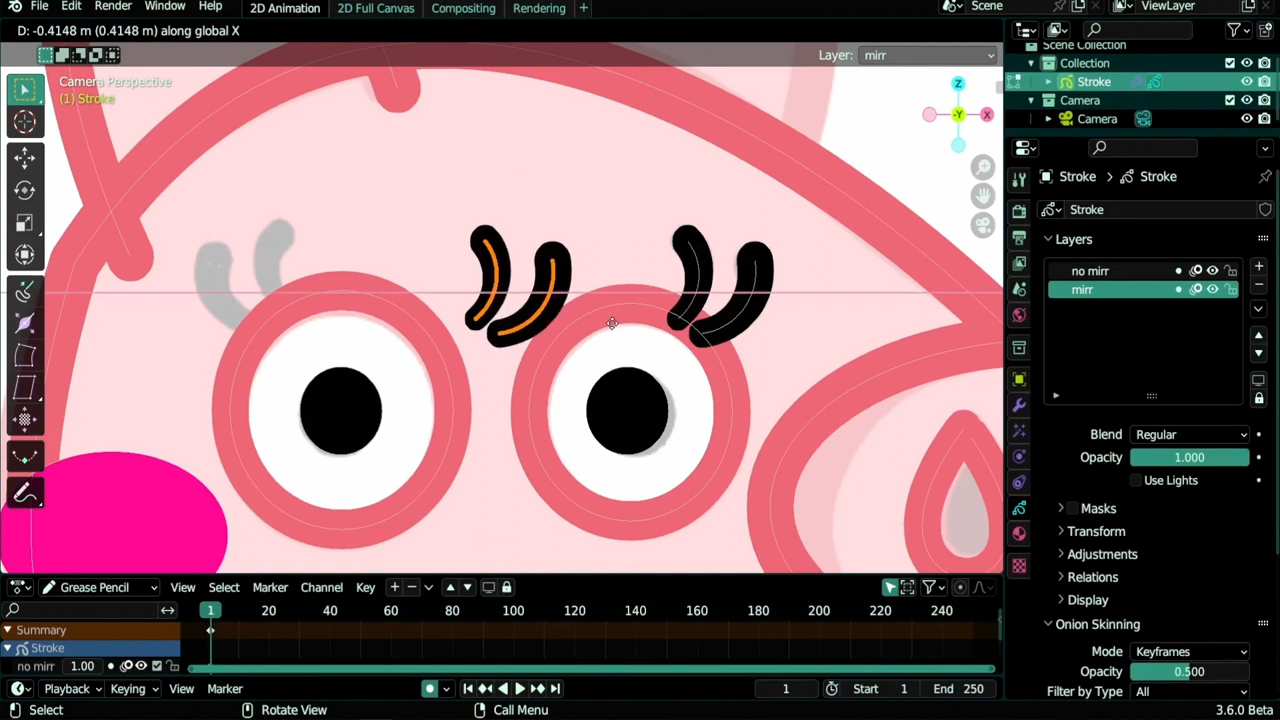 File Edit Render Window Help 2D Animation 2D Full Canvas Compositing Rendering + Scene ViewLayer
D: -0.4148 m (0.4148 m) along global X
Layer: mirr
Scene Collection
Camera Perspective
(1) Stroke
Collection
Stroke
Camera
Camera
Z
-Y
X
Stroke > Stroke
Stroke
Layers
no mirr
mirr
Blend Regular
Opacity 1.000
Use Lights
Masks
Transform
Adjustments
Relations
Display
Onion Skinning
Mode Keyframes
Opacity 0.500
Filter by Type All
Grease Pencil View Select Marker Channel Key
1 20 40 60 80 100 120 140 160 180 200 220 240
Summary
Stroke
no mirr 1.00
Playback Keying View Marker 1 Start 1 End 250
Select Rotate View Call Menu 3.6.0 Beta